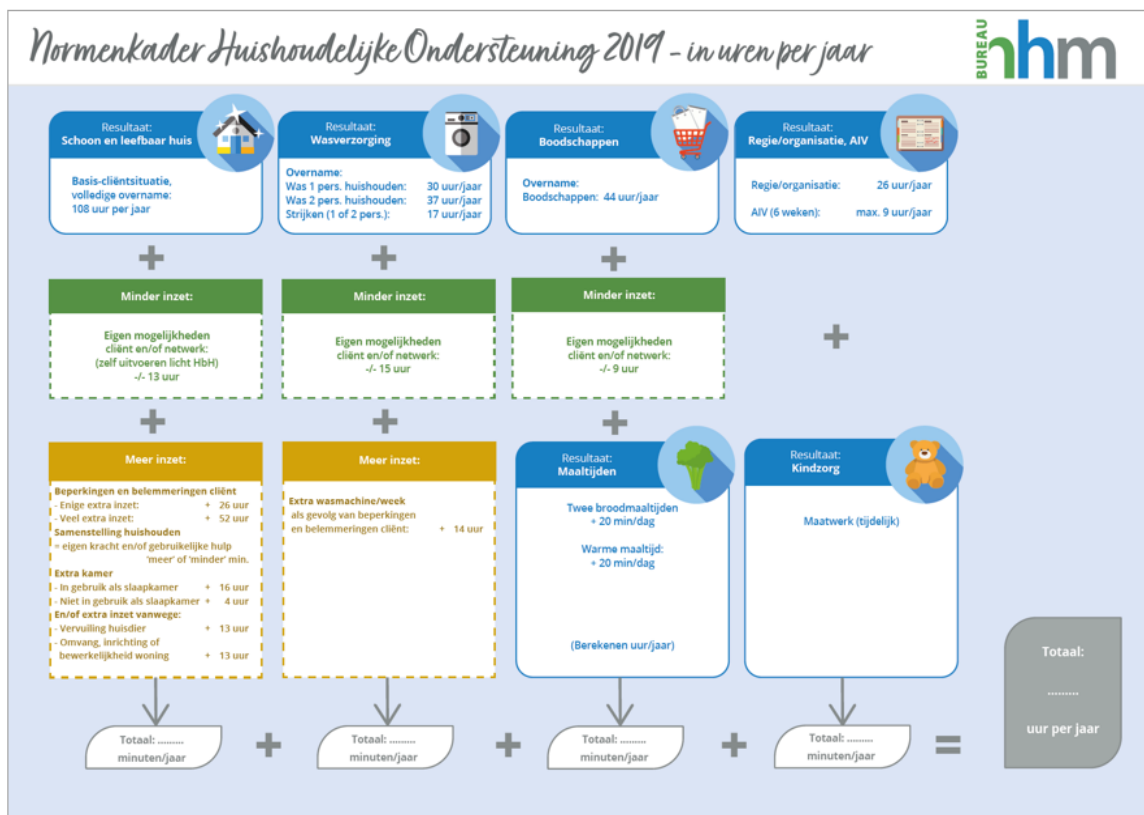 Normenkader Huishoudelijke Ondersteuning 2019 - in uren per jaar
BUREAU
nhm
Resultaat:
Schoon en leefbaar huis
Basis-cliëntsituatie,
volledige overname:
108 uur per jaar
Resultaat:
Wasverzorging
Overname:
Was 1 pers. huishouden: 30 uur/jaar
Was 2 pers. huishouden: 37 uur/jaar
Strijken (1 of 2 pers.): 17 uur/jaar
Resultaat:
Boodschappen
Overname:
Boodschappen: 44 uur/jaar
Resultaat:
Regie/organisatie, AIV
Regie/organisatie: 26 uur/jaar
AIV (6 weken): max. 9 uur/jaar
+ + +
Minder inzet:
Eigen mogelijkheden
cliënt en/of netwerk:
(zelf uitvoeren licht HbH)
-/- 13 uur
Minder inzet:
Eigen mogelijkheden
cliënt en/of netwerk:
-/- 15 uur
Minder inzet:
Eigen mogelijkheden
cliënt en/of netwerk:
-/- 9 uur
+
+ + +
Meer inzet:
Beperkingen en belemmeringen cliënt
- Enige extra inzet: + 26 uur
- Veel extra inzet: + 52 uur
Samenstelling huishouden
= eigen kracht en/of gebruikelijke hulp
'meer' of 'minder' min.
Extra kamer
- In gebruik als slaapkamer + 16 uur
- Niet in gebruik als slaapkamer + 4 uur
En/of extra inzet vanwege:
- Vervuiling huisdier + 13 uur
- Omvang, inrichting of
bewerkelijkheid woning + 13 uur
Meer inzet:
Extra wasmachine/week
als gevolg van beperkingen
en belemmeringen cliënt: + 14 uur
Resultaat:
Maaltijden
Twee broodmaaltijden
+ 20 min/dag
Warme maaltijd:
+ 20 min/dag
(Berekenen uur/jaar)
Resultaat:
Kindzorg
Maatwerk (tijdelijk)
Totaal: .........
minuten/jaar
+
Totaal: .........
minuten/jaar
+
Totaal: .........
minuten/jaar
+
Totaal: .........
minuten/jaar
=
Totaal:
.........
uur per jaar